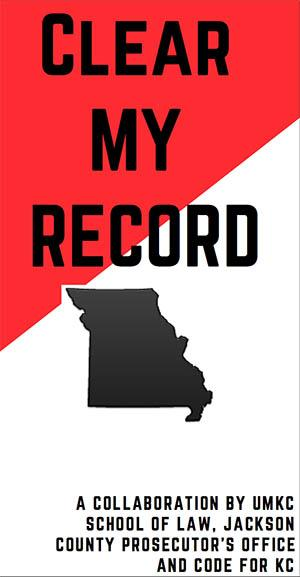 CLEAR
MY
RECORD
A COLLABORATION BY UMKC
SCHOOL OF LAW, JACKSON
COUNTY PROSECUTOR'S OFFICE
AND CODE FOR KC